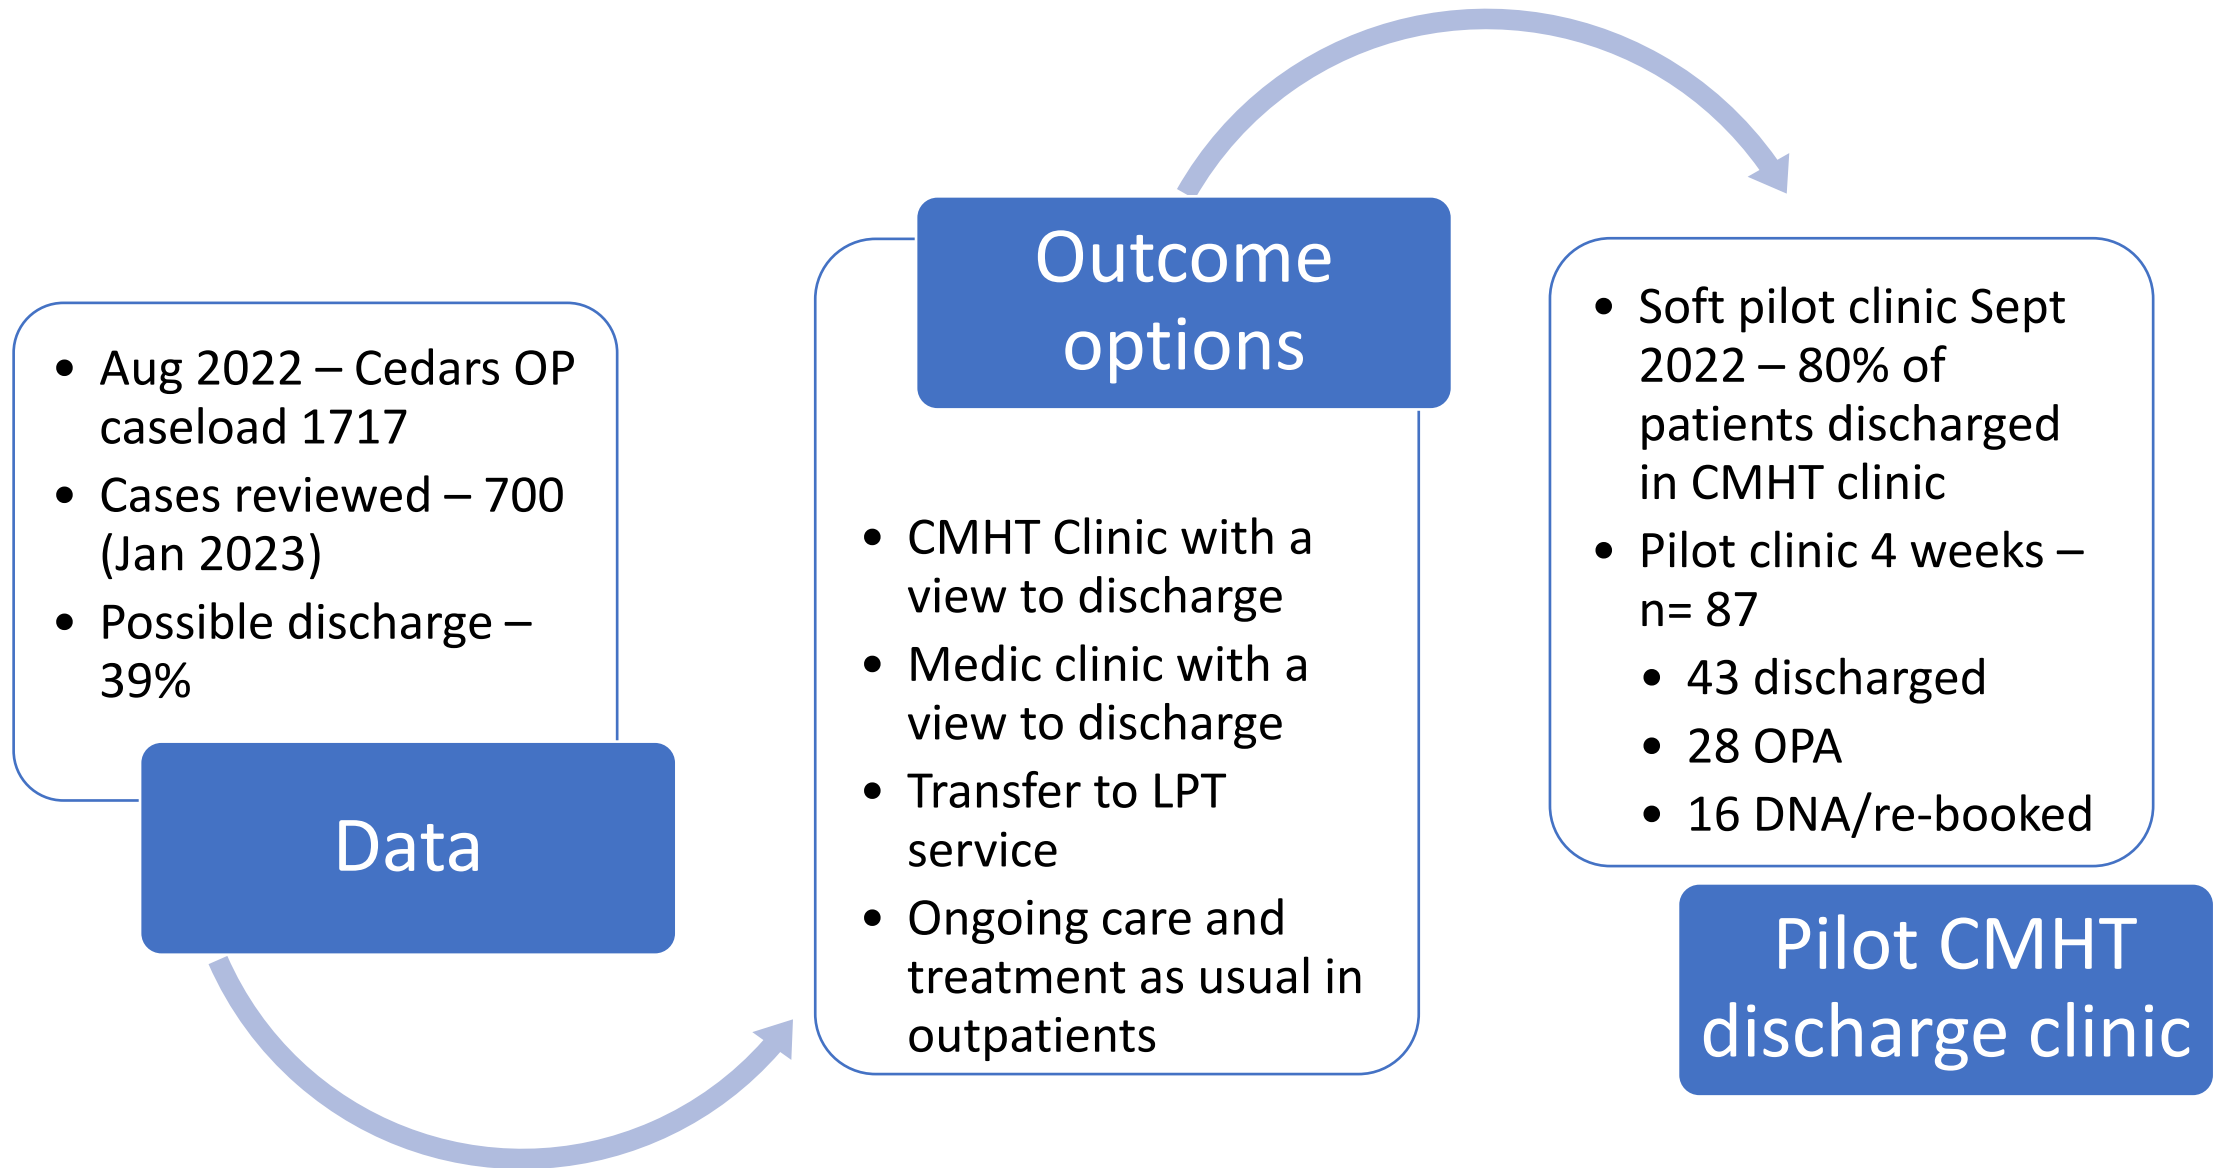 • Aug 2022 – Cedars OP
caseload 1717
• Cases reviewed – 700
(Jan 2023)
• Possible discharge –
39%
Data
Outcome
options
• CMHT Clinic with a
view to discharge
• Medic clinic with a
view to discharge
• Transfer to LPT
service
• Ongoing care and
treatment as usual in
outpatients
• Soft pilot clinic Sept
2022 – 80% of
patients discharged
in CMHT clinic
• Pilot clinic 4 weeks –
n= 87
• 43 discharged
• 28 OPA
• 16 DNA/re-booked
Pilot CMHT
discharge clinic